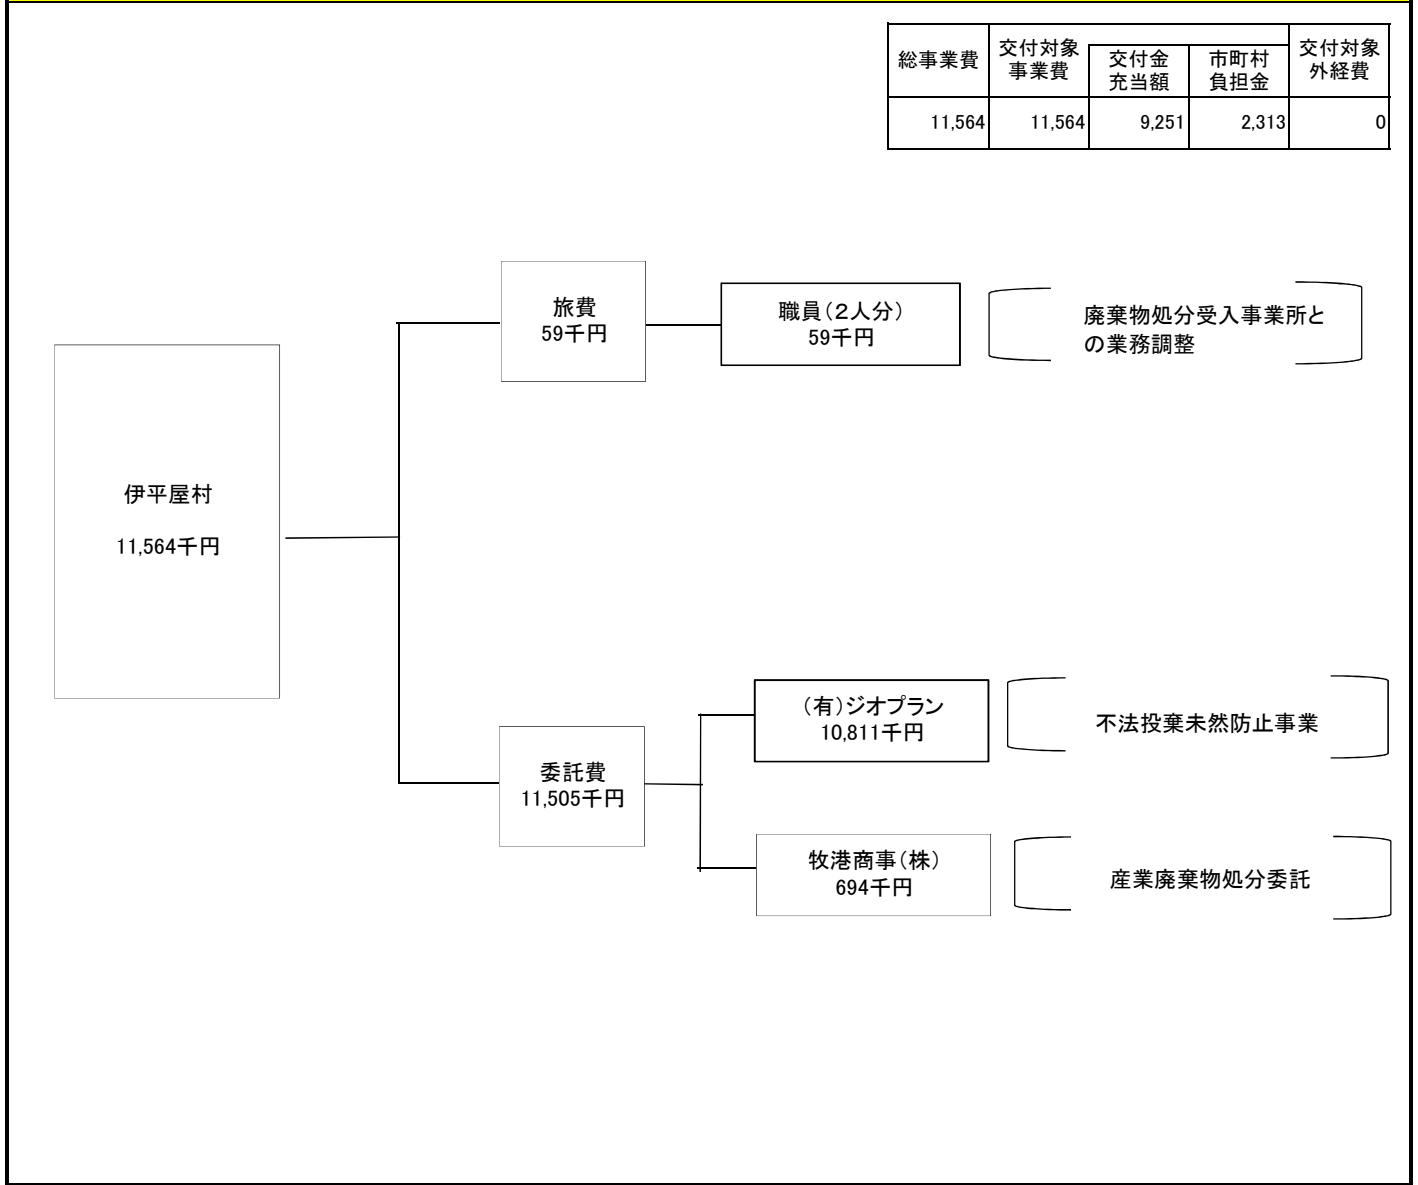 総事業費
交付対象
事業費
交付金
充当額
市町村
負担金
交付対象
外経費
11,564
11,564
9,251
2,313
0
旅費
59千円
職員（２人分）
59千円
廃棄物処分受入事業所と
の業務調整
伊平屋村
11,564千円
（有）ジオプラン
10,811千円
不法投棄未然防止事業
委託費
11,505千円
牧港商事（株）
694千円
産業廃棄物処分委託